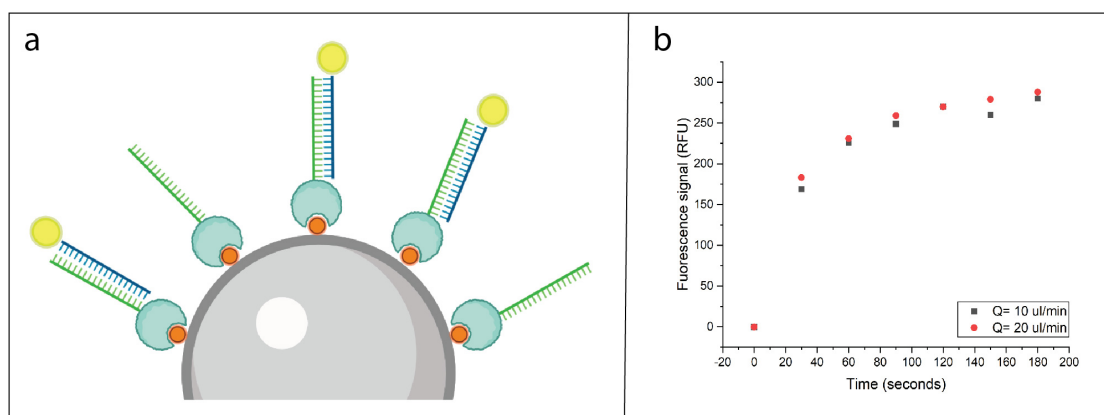 a
b
Fuorescence signal (RFU)
300
250
200
150
100
50
0
-20 0 20 40 60 80 100 120 140 160 180 200
Time (seconds)
Q= 10 ul/min
Q= 20 ul/min